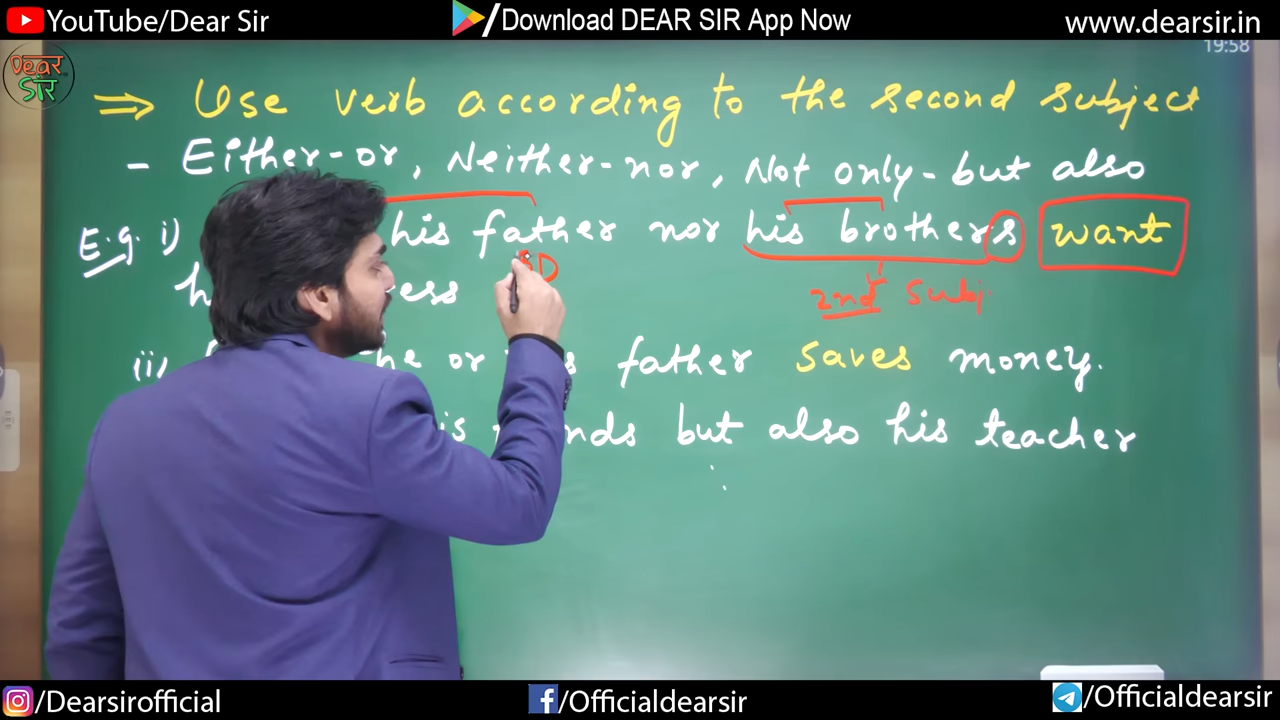 YouTube/Dear Sir
/Download DEAR SIR App Now
www.dearsir.in
19:58
Dear
Sir
⇒ Use verb according to the second subject
- Either-or, Neither-nor, Not only-but also
E.g. i) his father nor his brothers want
2nd Subj.
ii) he or his father saves money.
but also his teacher
/Dearsirofficial
/Officialdearsir
/Officialdearsir